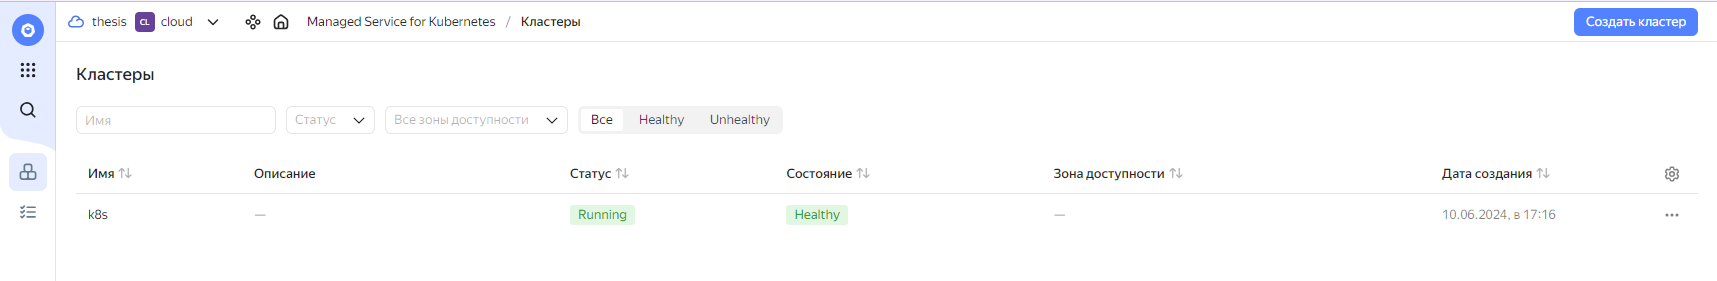 thesis CL cloud Managed Service for Kubernetes / Кластеры Создать кластер
Кластеры
Имя Статус Все зоны доступности Все Healthy Unhealthy
Имя Описание Статус Состояние Зона доступности Дата создания
k8s — Running Healthy — 10.06.2024, в 17:16